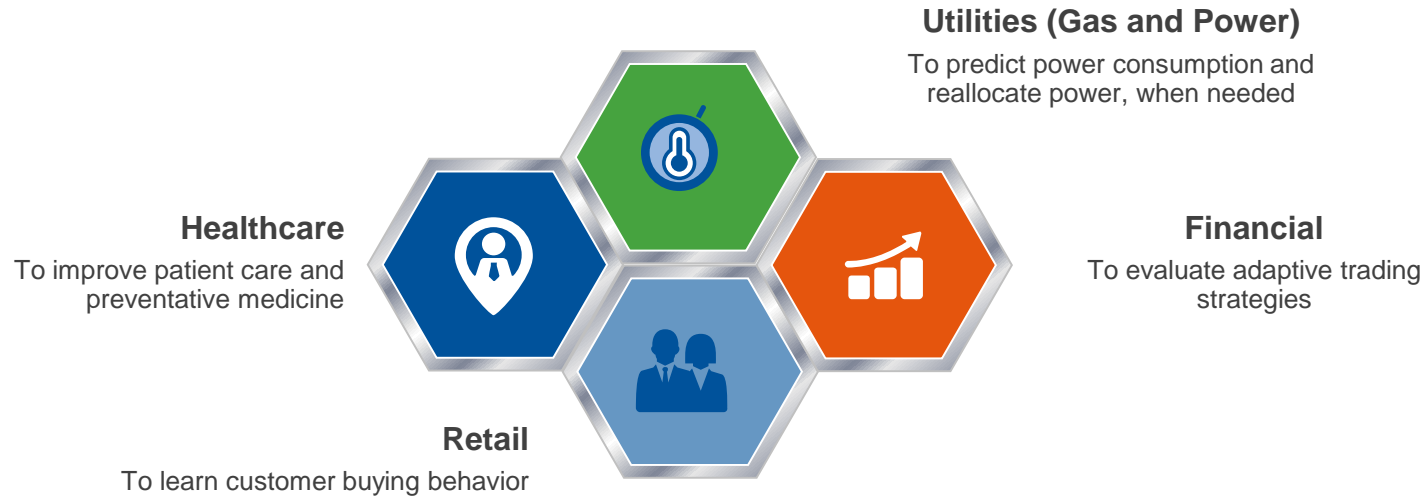 Utilities (Gas and Power)
To predict power consumption and
reallocate power, when needed
Healthcare
To improve patient care and
preventative medicine
Financial
To evaluate adaptive trading
strategies
Retail
To learn customer buying behavior